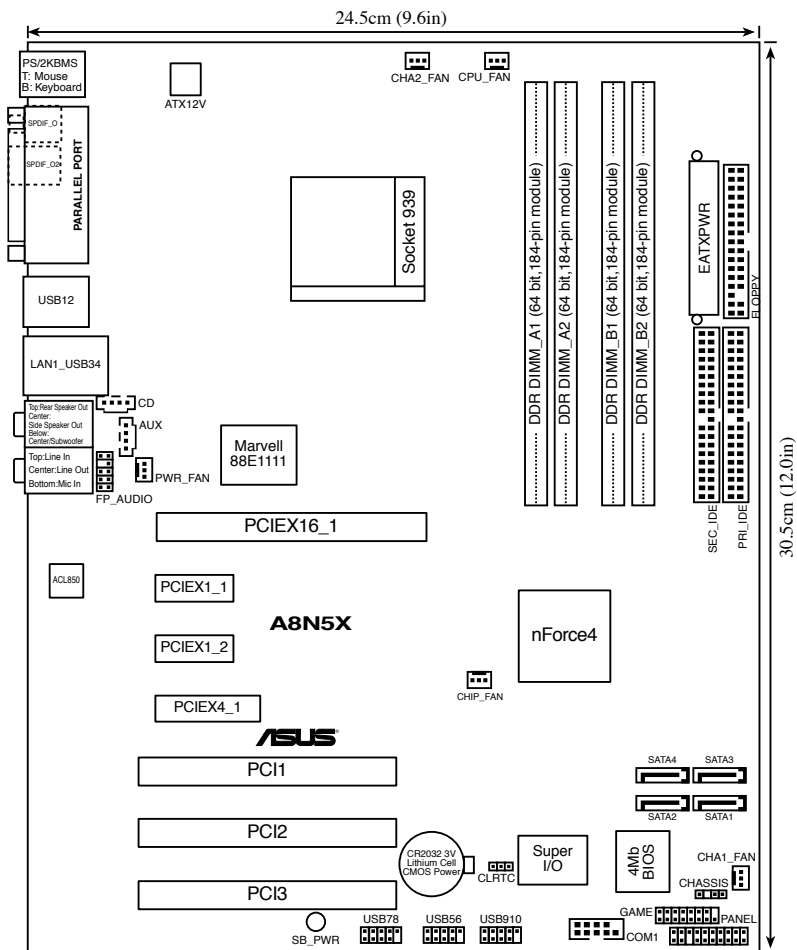 24.5cm (9.6in)
PS/2KBMS
T: Mouse
B: Keyboard
ATX12V
CHA2_FAN
CPU_FAN
SPDIF_O
SPDIF_O2
PARALLEL PORT
Socket 939
DDR DIMM_A1 (64 bit,184-pin module)
DDR DIMM_A2 (64 bit,184-pin module)
DDR DIMM_B1 (64 bit,184-pin module)
DDR DIMM_B2 (64 bit,184-pin module)
EATXPWR
FLOPPY
USB12
LAN1_USB34
CD
AUX
Top:Rear Speaker Out
Center:
Side Speaker Out
Below:
Center/Subwoofer
Top:Line In
Center:Line Out
Bottom:Mic In
FP_AUDIO
PWR_FAN
Marvell
88E1111
SEC_IDE
PRI_IDE
30.5cm (12.0in)
PCIEX16_1
ACL850
PCIEX1_1
A8N5X
PCIEX1_2
nForce4
CHIP_FAN
PCIEX4_1
ASUS
PCI1
SATA4
SATA3
SATA2
SATA1
PCI2
CR2032 3V
Lithium Cell
CMOS Power
CLRTC
Super
I/O
4Mb
BIOS
CHA1_FAN
CHASSIS
PCI3
SB_PWR
USB78
USB56
USB910
GAME
PANEL
COM1